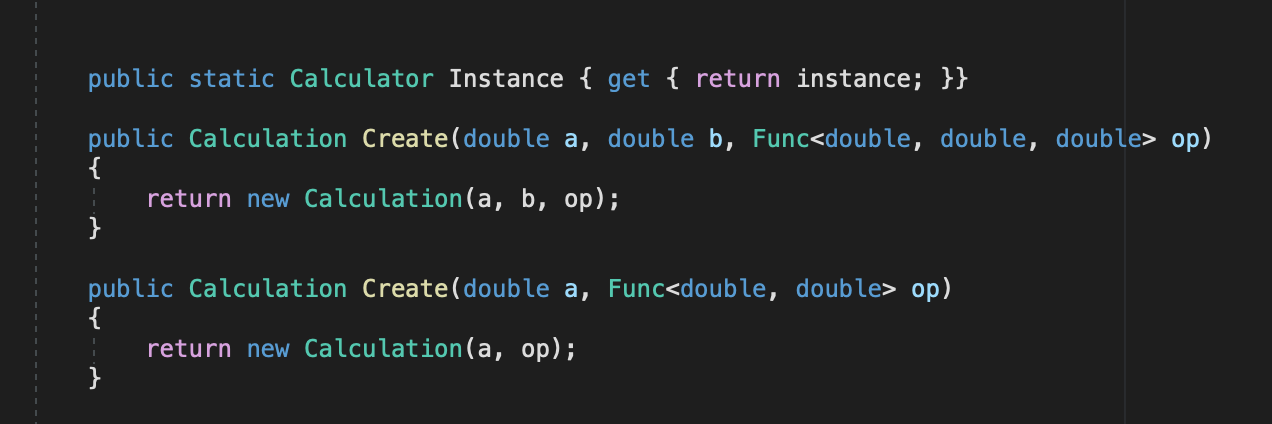 public static Calculator Instance { get { return instance; }}
public Calculation Create(double a, double b, Func<double, double, double> op)
{
return new Calculation(a, b, op);
}
public Calculation Create(double a, Func<double, double> op)
{
return new Calculation(a, op);
}